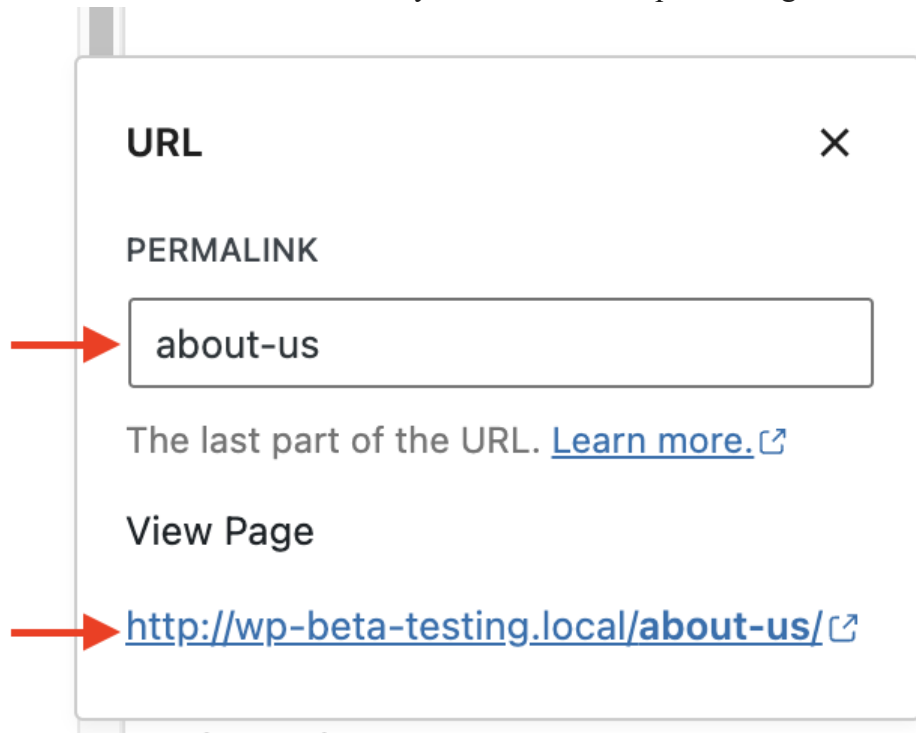 URL
PERMALINK
about-us
The last part of the URL. Learn more.
View Page
http://wp-beta-testing.local/about-us/